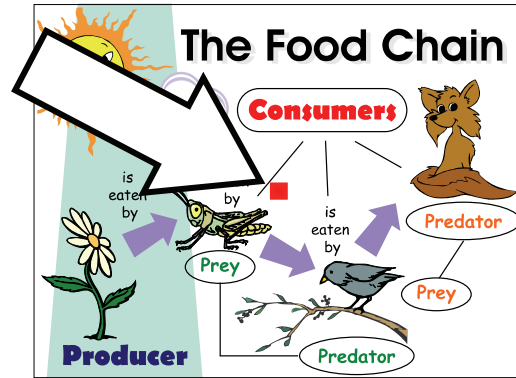 The Food Chain
Consumers
is
eaten
by
by
is
eaten
by
Predator
Prey
Prey
Predator
Producer